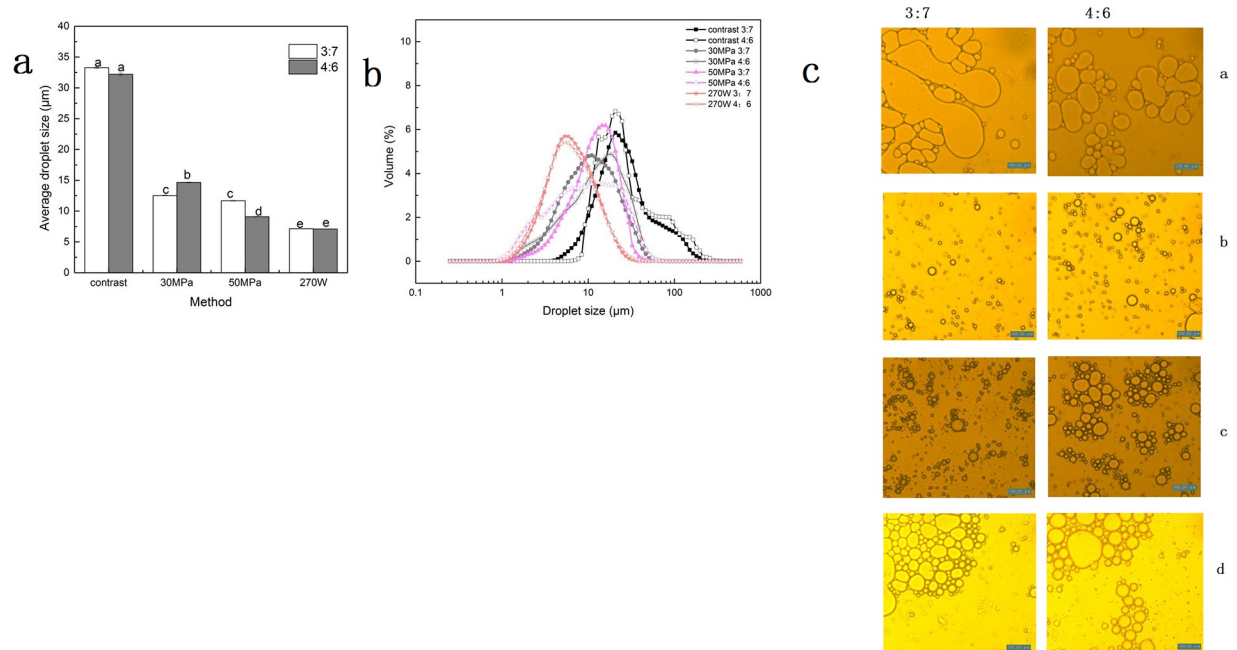 a
Average droplet size (μm)
40
35
30
25
20
15
10
5
0
a a
c b
c d
e e
3:7
4:6
contrast 30MPa 50MPa 270W
Method
b
Volume (%)
10
8
6
4
2
0
contrast 3:7
contrast 4:6
30MPa 3:7
30MPa 4:6
50MPa 3:7
50MPa 4:6
270W 3：7
270W 4：6
0.1 1 10 100 1000
Droplet size (μm)
c
3:7 4:6
a
b
c
d